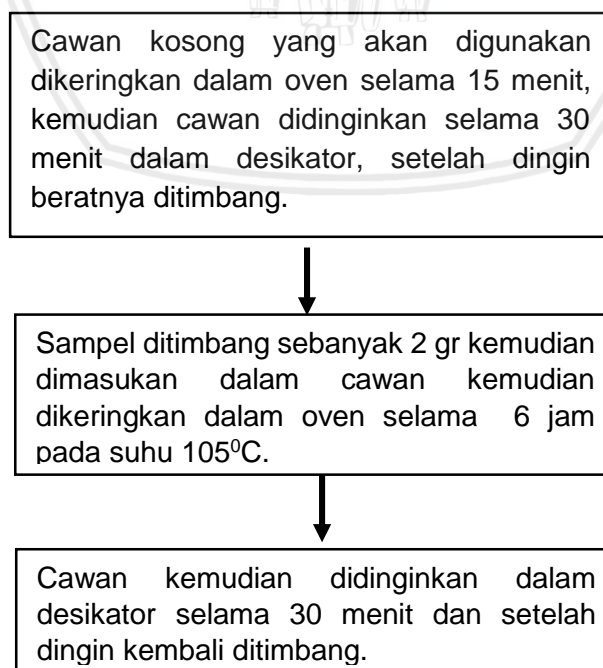 Cawan kosong yang akan digunakan
dikeringkan dalam oven selama 15 menit,
kemudian cawan didinginkan selama 30
menit dalam desikator, setelah dingin
beratnya ditimbang.
Sampel ditimbang sebanyak 2 gr kemudian
dimasukan dalam cawan kemudian
dikeringkan dalam oven selama 6 jam
pada suhu 105⁰C.
Cawan kemudian didinginkan dalam
desikator selama 30 menit dan setelah
dingin kembali ditimbang.